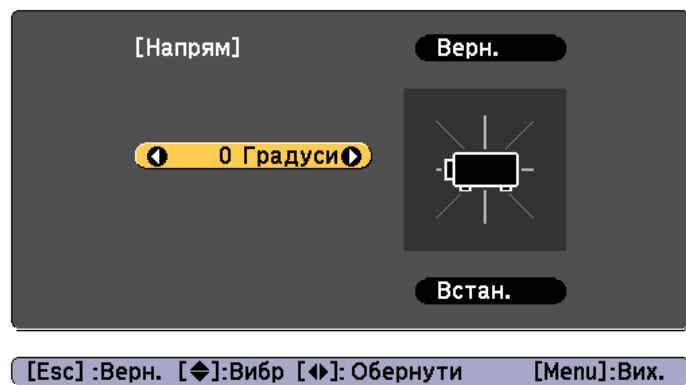 [Напрям] Верн.
0 Градуси
Встан.
[Esc] :Верн. [◆]:Вибр [◆]: Обернути [Menu]:Вих.